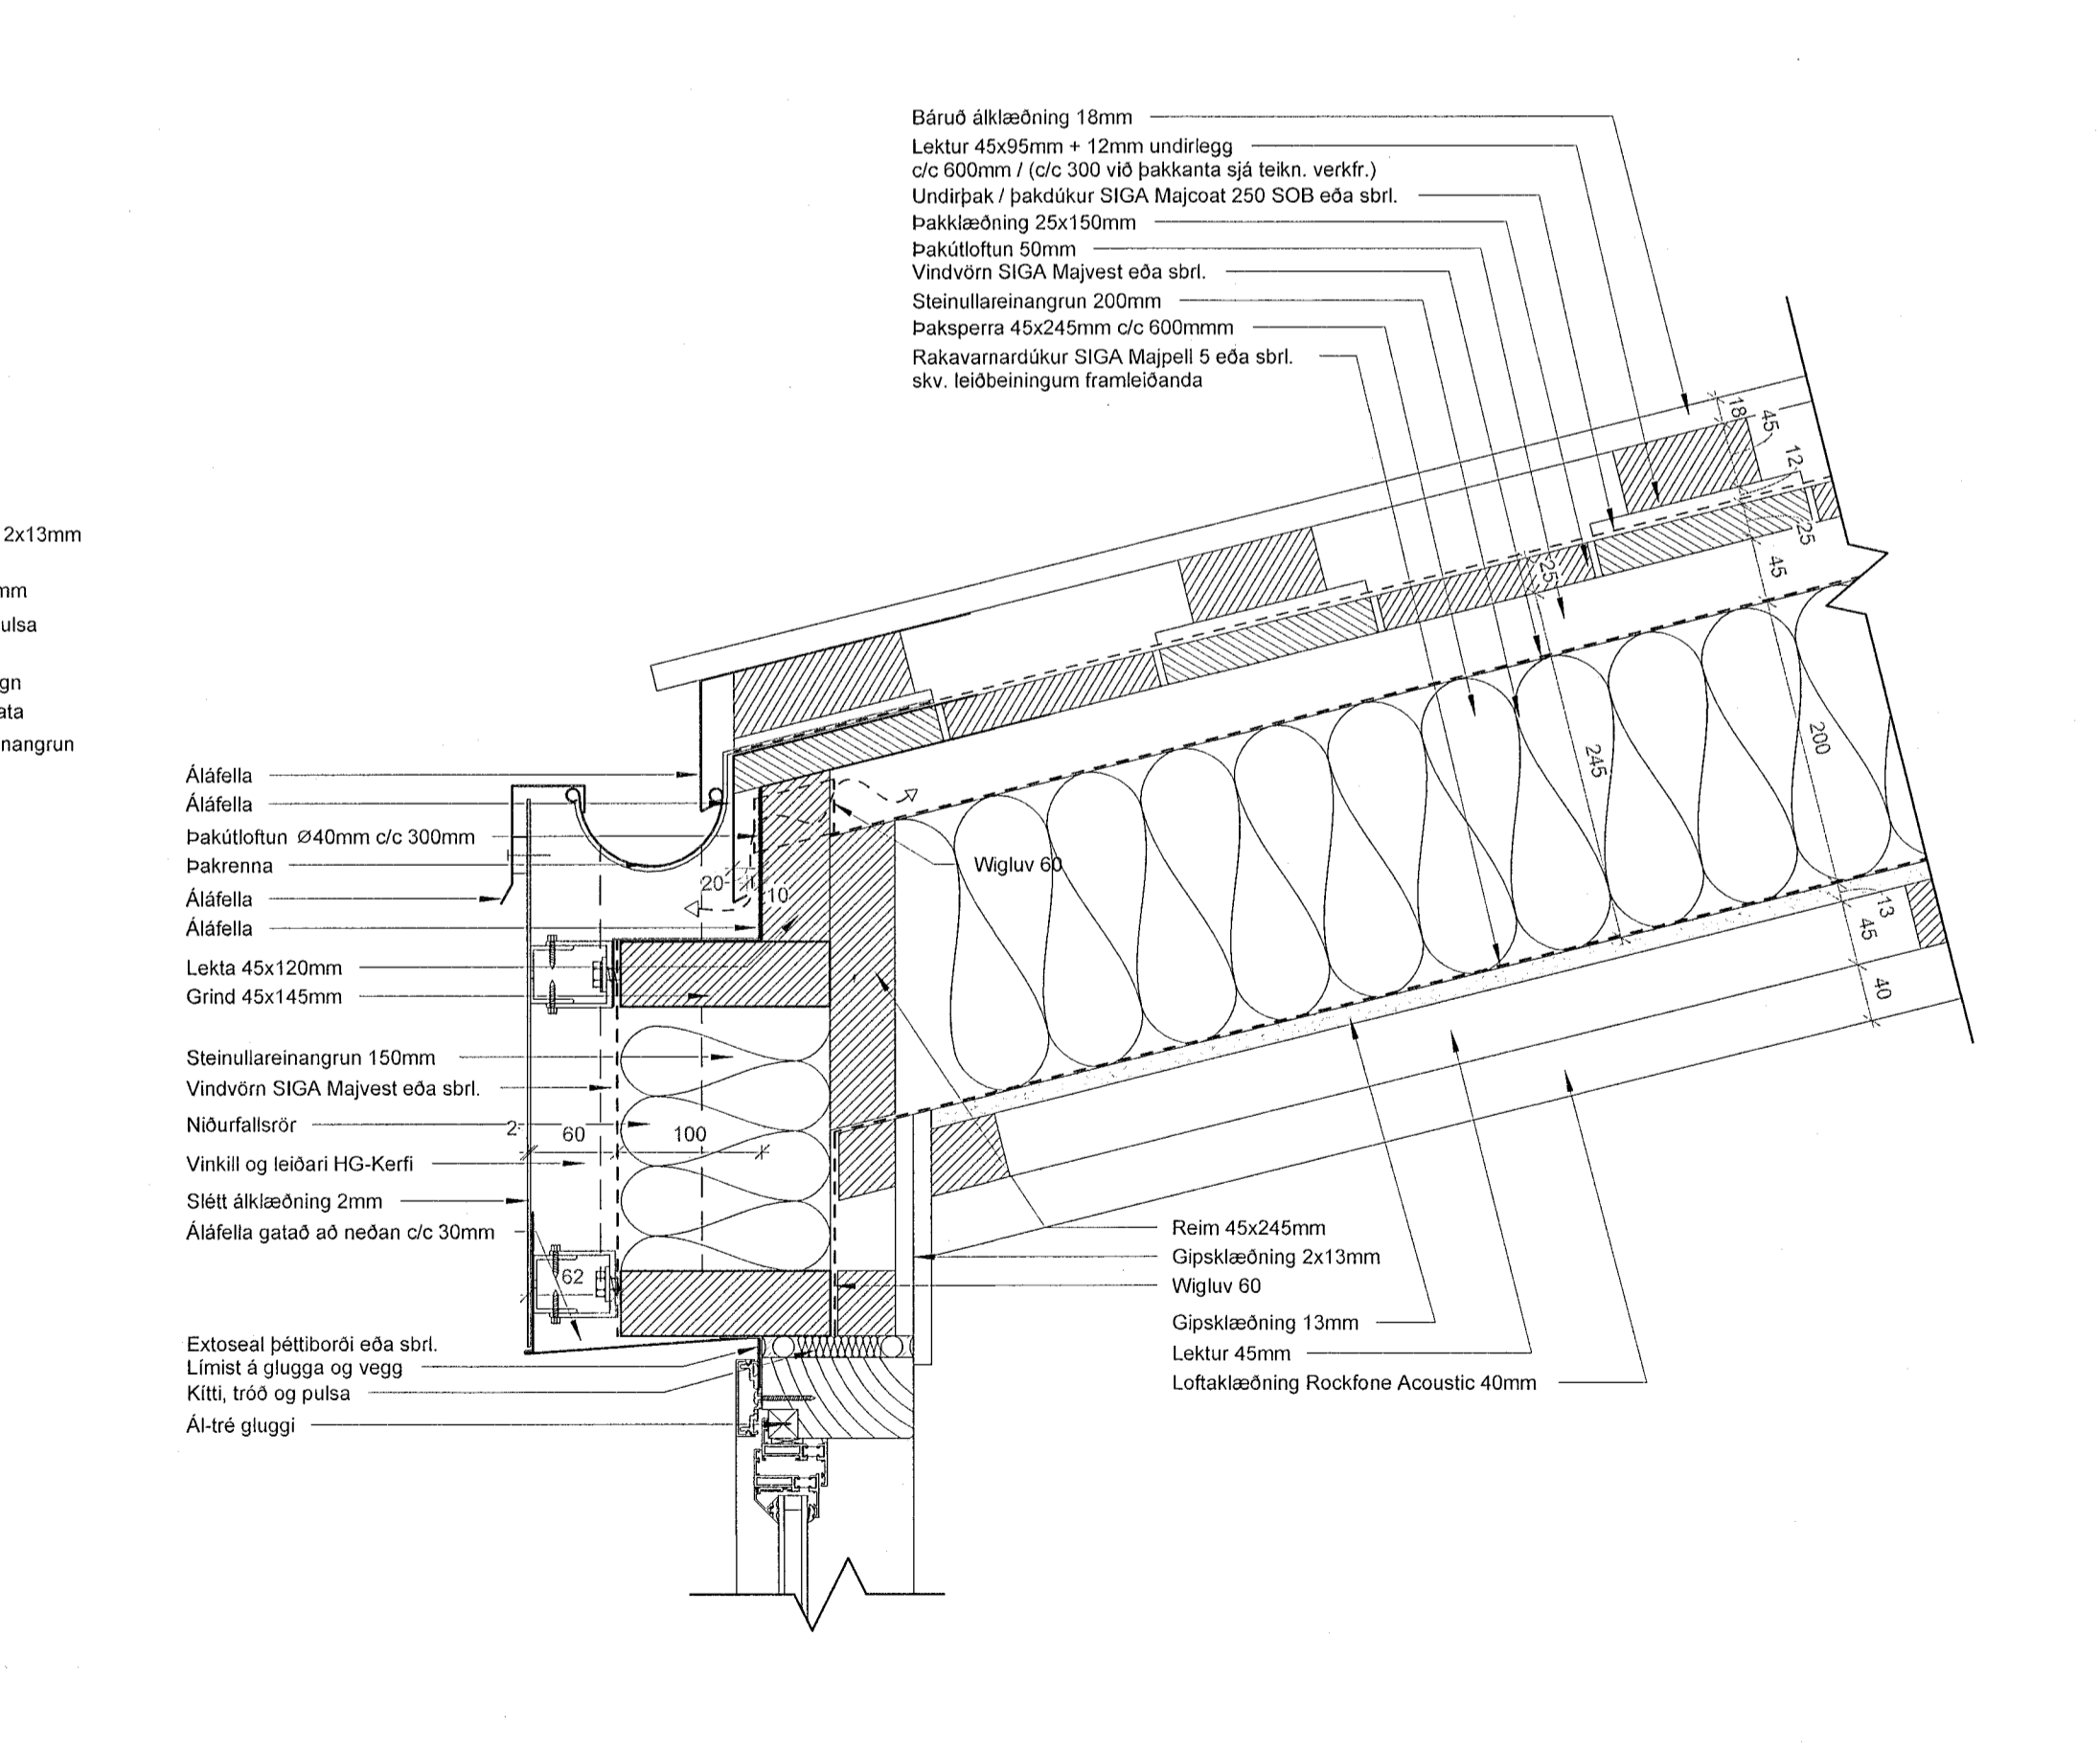 Báruð álklæðning 18mm
Lektur 45x95mm + 12mm undirlegg
c/c 600mm / (c/c 300 við þakkanta sjá teikn. verkfr.)
Undirþak / þakdúkur SIGA Majcoat 250 SOB eða sbrl.
Þakklæðning 25x150mm
Þakútloftun 50mm
Vindvörn SIGA Majvest eða sbrl.
Steinullareinangrun 200mm
Þaksperra 45x245mm c/c 600mmm
Rakavarnardúkur SIGA Majpell 5 eða sbrl.
skv. leiðbeiningum framleiðanda
18
45
12
25
45
25
200
245
13
45
40
2x13mm
mm
ulsa
gn
ata
nangrun
Áláfella
Áláfella
Þakútloftun Ø40mm c/c 300mm
Þakrenna
Áláfella
Áláfella
Lekta 45x120mm
Grind 45x145mm
Steinullareinangrun 150mm
Vindvörn SIGA Majvest eða sbrl.
Niðurfallsrör
Vinkill og leiðari HG-Kerfi
Slétt álklæðning 2mm
Áláfella gatað að neðan c/c 30mm
Extoseal þéttiborði eða sbrl.
Límist á glugga og vegg
Kítti, tróð og pulsa
Ál-tré gluggi
Wigluv 60
20
10
2
60
100
62
Reim 45x245mm
Gipsklæðning 2x13mm
Wigluv 60
Gipsklæðning 13mm
Lektur 45mm
Loftaklæðning Rockfone Acoustic 40mm